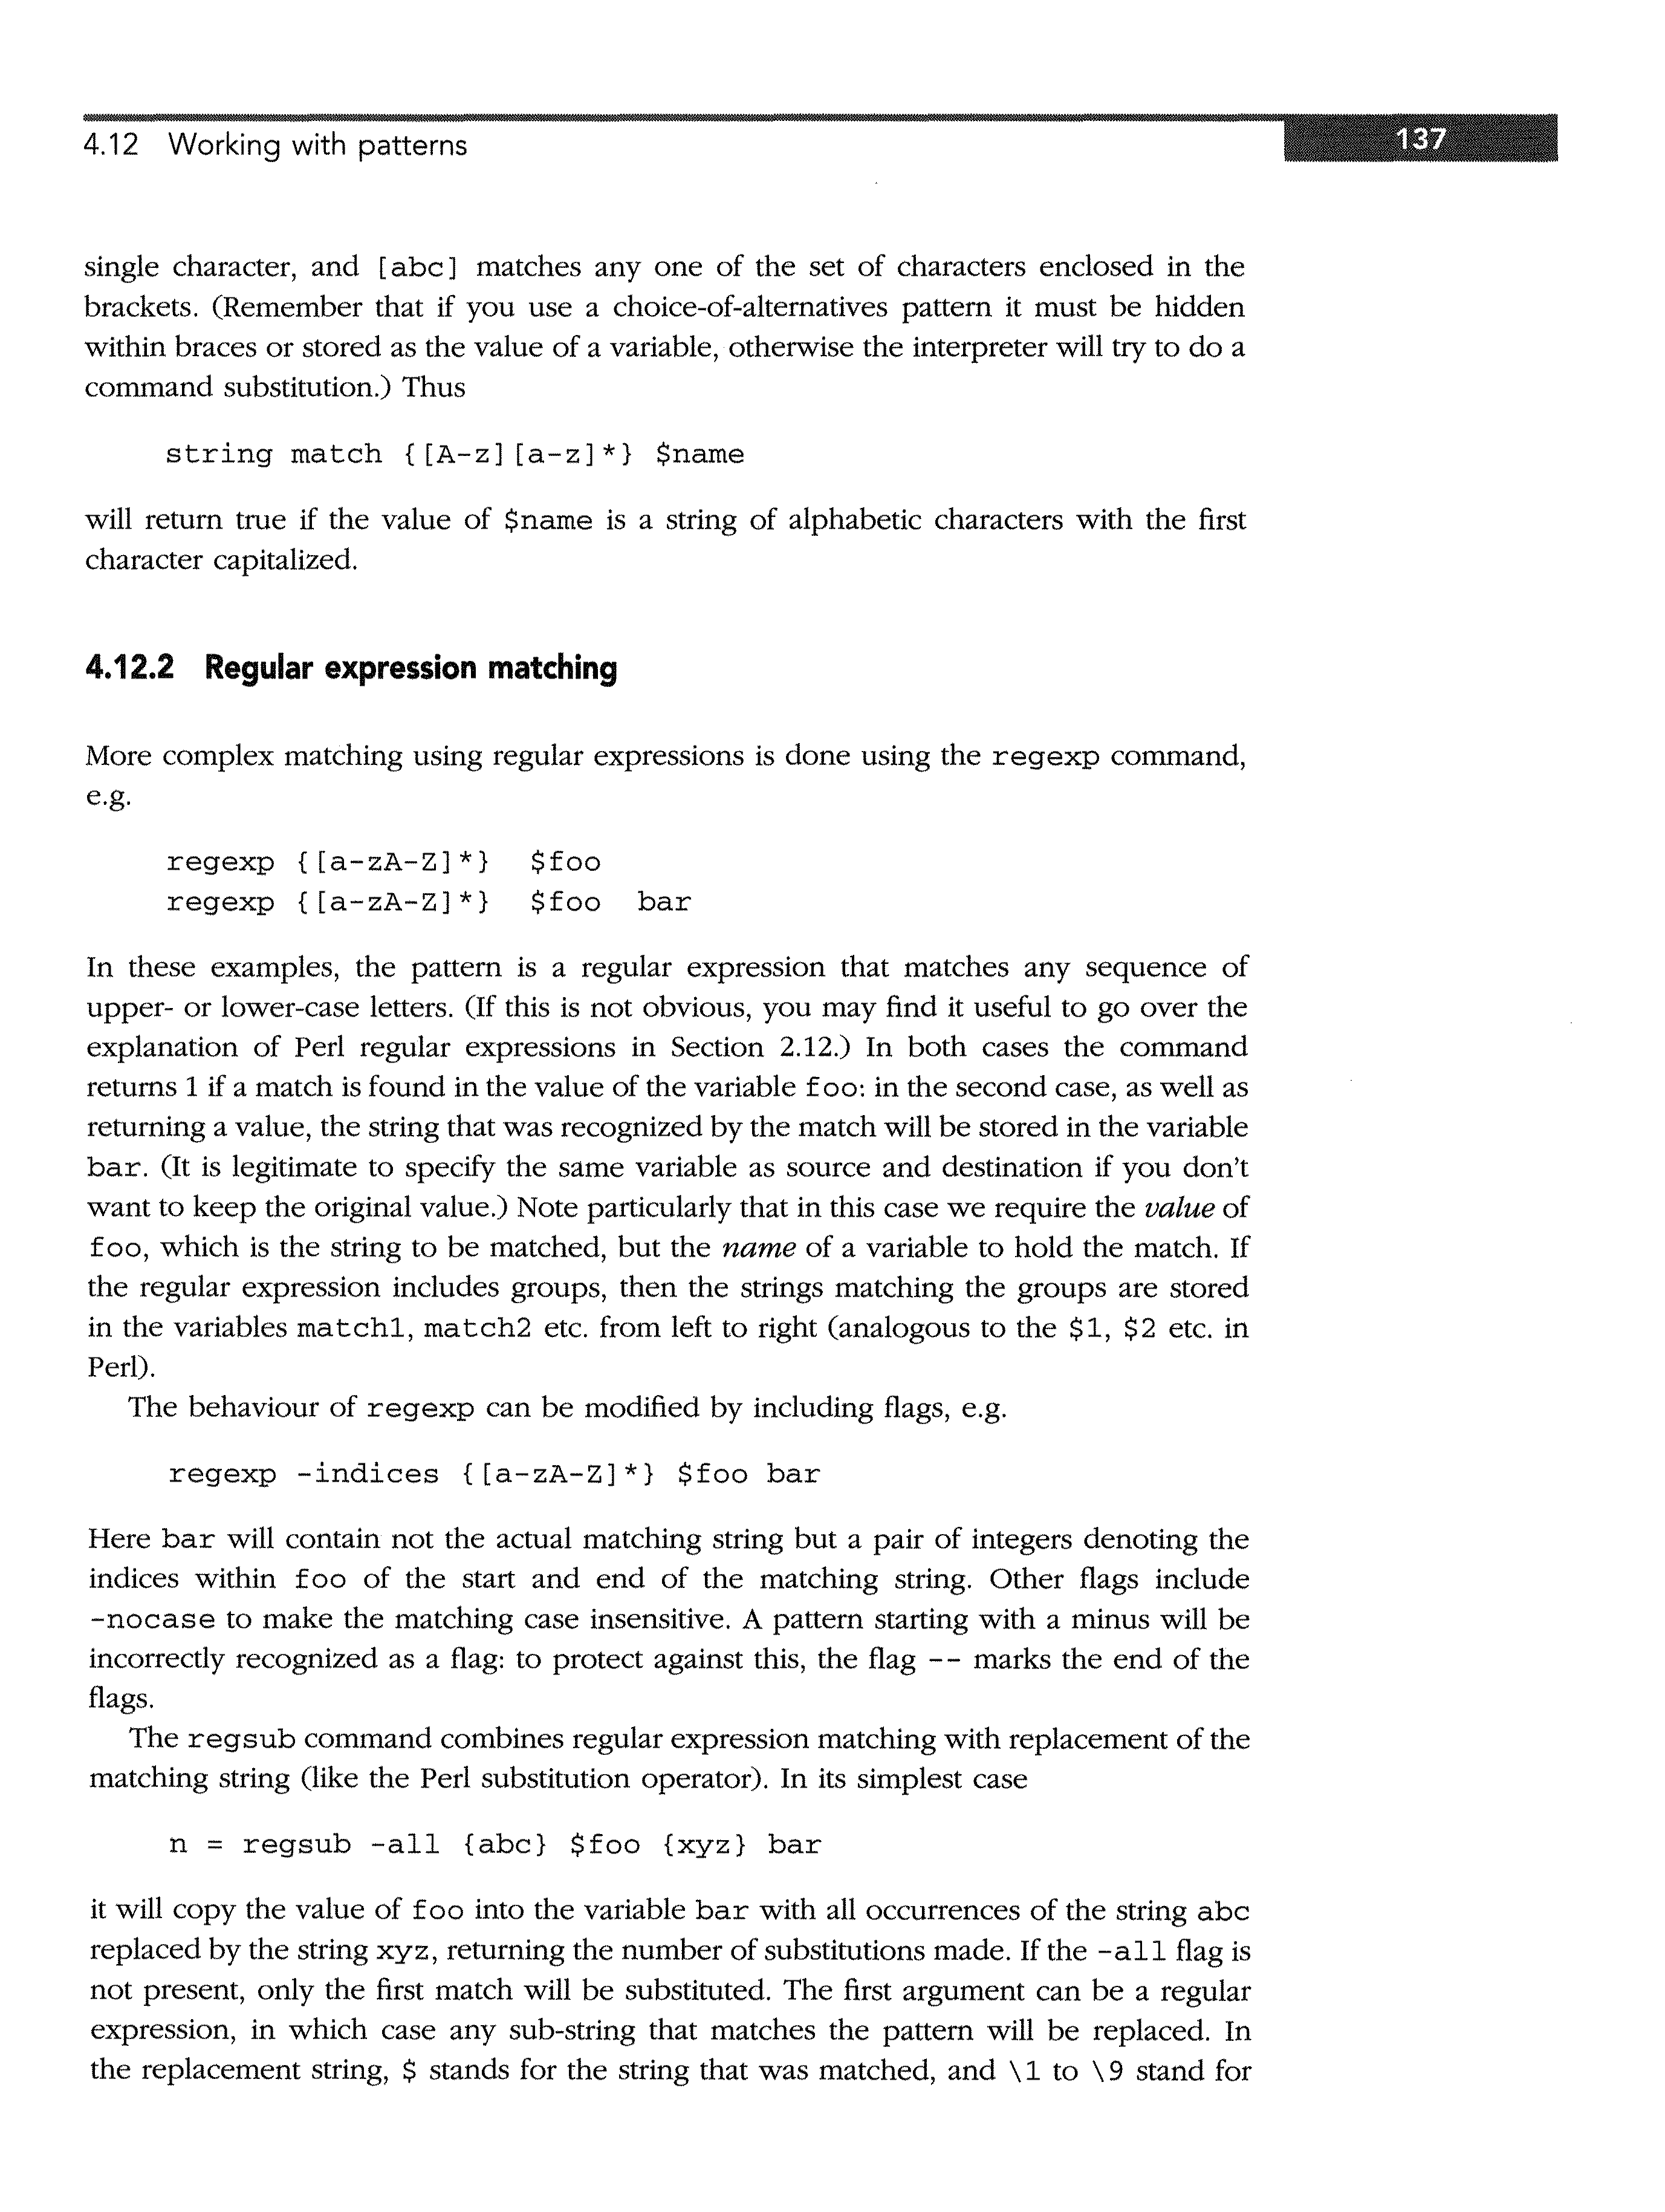 4.12 Working with patterns
137
single character, and [abc] matches any one of the set of characters enclosed in the
brackets. (Remember that if you use a choice-of-alternatives pattern it must be hidden
within braces or stored as the value of a variable, otherwise the interpreter will try to do a
command substitution.) Thus
string match {[A-z][a-z]*} $name
will return true if the value of $name is a string of alphabetic characters with the first
character capitalized.
4.12.2 Regular expression matching
More complex matching using regular expressions is done using the regexp command,
e.g.
regexp {[a-zA-Z]*} $foo
regexp {[a-zA-Z]*} $foo bar
In these examples, the pattern is a regular expression that matches any sequence of
upper- or lower-case letters. (If this is not obvious, you may find it useful to go over the
explanation of Perl regular expressions in Section 2.12.) In both cases the command
returns 1 if a match is found in the value of the variable foo: in the second case, as well as
returning a value, the string that was recognized by the match will be stored in the variable
bar. (It is legitimate to specify the same variable as source and destination if you don't
want to keep the original value.) Note particularly that in this case we require the value of
foo, which is the string to be matched, but the name of a variable to hold the match. If
the regular expression includes groups, then the strings matching the groups are stored
in the variables match1, match2 etc. from left to right (analogous to the $1, $2 etc. in
Perl).
The behaviour of regexp can be modified by including flags, e.g.
regexp -indices {[a-zA-Z]*} $foo bar
Here bar will contain not the actual matching string but a pair of integers denoting the
indices within foo of the start and end of the matching string. Other flags include
-nocase to make the matching case insensitive. A pattern starting with a minus will be
incorrectly recognized as a flag: to protect against this, the flag -- marks the end of the
flags.
The regsub command combines regular expression matching with replacement of the
matching string (like the Perl substitution operator). In its simplest case
n = regsub -all {abc} $foo {xyz} bar
it will copy the value of foo into the variable bar with all occurrences of the string abc
replaced by the string xyz, returning the number of substitutions made. If the -all flag is
not present, only the first match will be substituted. The first argument can be a regular
expression, in which case any sub-string that matches the pattern will be replaced. In
the replacement string, $ stands for the string that was matched, and \1 to \9 stand for